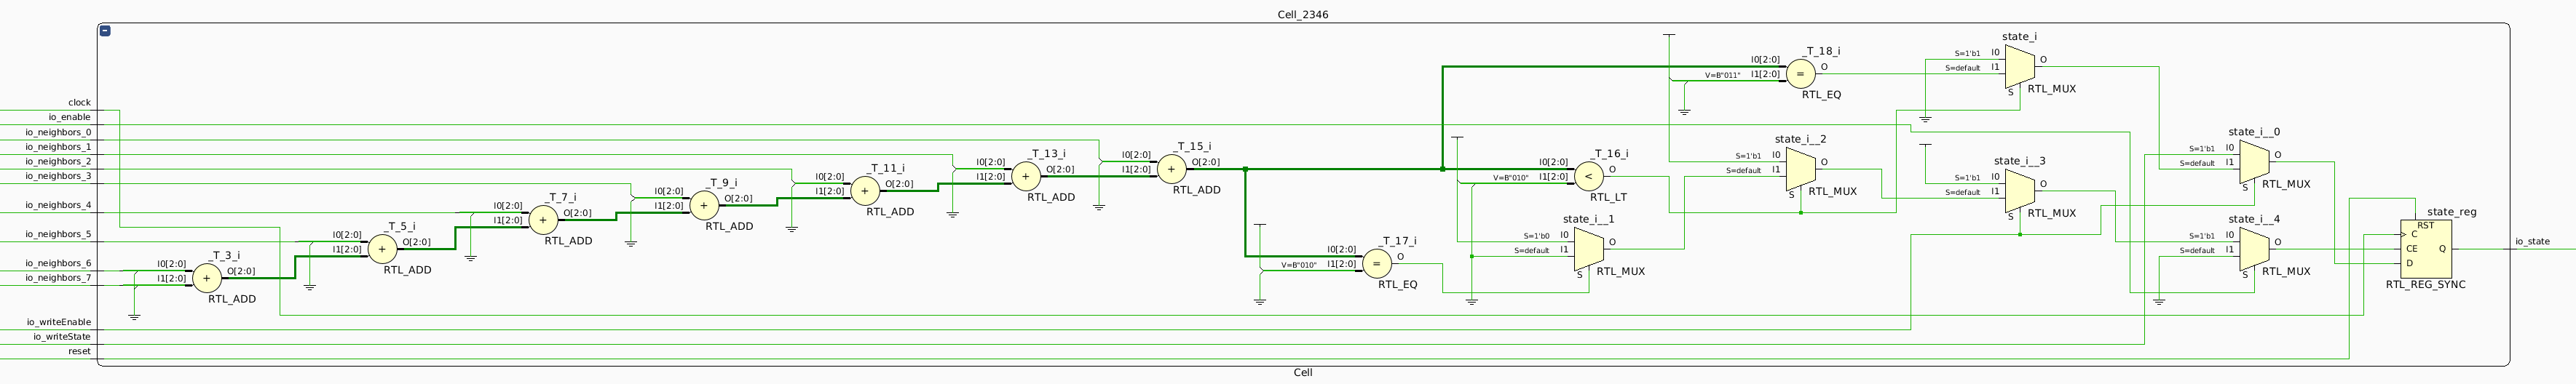 Cell_2346
clock
io_enable
io_neighbors_0
io_neighbors_1
io_neighbors_2
io_neighbors_3
io_neighbors_4
io_neighbors_5
io_neighbors_6
io_neighbors_7
io_writeEnable
io_writeState
reset
_T_3_i
I0[2:0]
I1[2:0]
+
O[2:0]
RTL_ADD
_T_5_i
I0[2:0]
I1[2:0]
+
O[2:0]
RTL_ADD
_T_7_i
I0[2:0]
I1[2:0]
+
O[2:0]
RTL_ADD
_T_9_i
I0[2:0]
I1[2:0]
+
O[2:0]
RTL_ADD
_T_11_i
I0[2:0]
I1[2:0]
+
O[2:0]
RTL_ADD
_T_13_i
I0[2:0]
I1[2:0]
+
O[2:0]
RTL_ADD
_T_15_i
I0[2:0]
I1[2:0]
+
O[2:0]
RTL_ADD
_T_17_i
I0[2:0]
V=B"010" I1[2:0]
=
O
RTL_EQ
_T_16_i
I0[2:0]
V=B"010" I1[2:0]
<
O
RTL_LT
state_i__1
S=1'b0 I0
S=default I1
S
O
RTL_MUX
_T_18_i
I0[2:0]
V=B"011" I1[2:0]
=
O
RTL_EQ
state_i__2
S=1'b1 I0
S=default I1
S
O
RTL_MUX
state_i
S=1'b1 I0
S=default I1
S
O
RTL_MUX
state_i__3
S=1'b1 I0
S=default I1
S
O
RTL_MUX
state_i__0
S=1'b1 I0
S=default I1
S
O
RTL_MUX
state_i__4
S=1'b1 I0
S=default I1
S
O
RTL_MUX
state_reg
RST
C
CE
D
Q
RTL_REG_SYNC
io_state
Cell